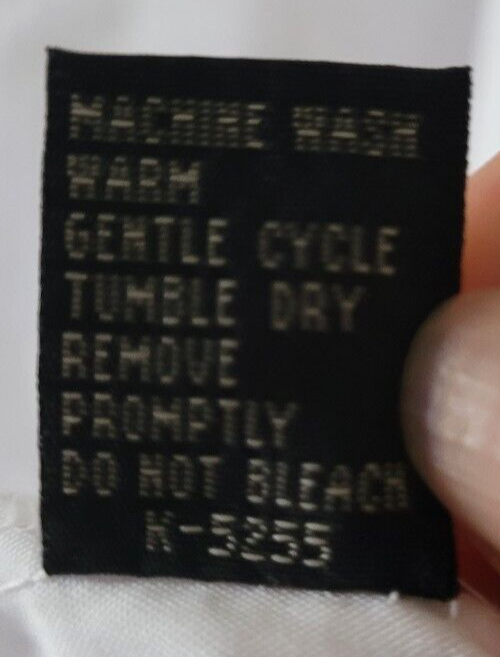 MACHINE WASH
WARM
GENTLE CYCLE
TUMBLE DRY
REMOVE
PROMPTLY
DO NOT BLEACH